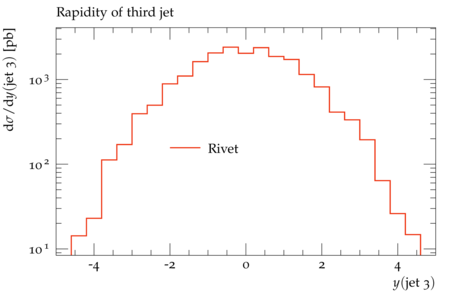 Rapidity of third jet
dσ/dy(jet 3) [pb]
10³
10²
10¹
Rivet
-4 -2 0 2 4
y(jet 3)